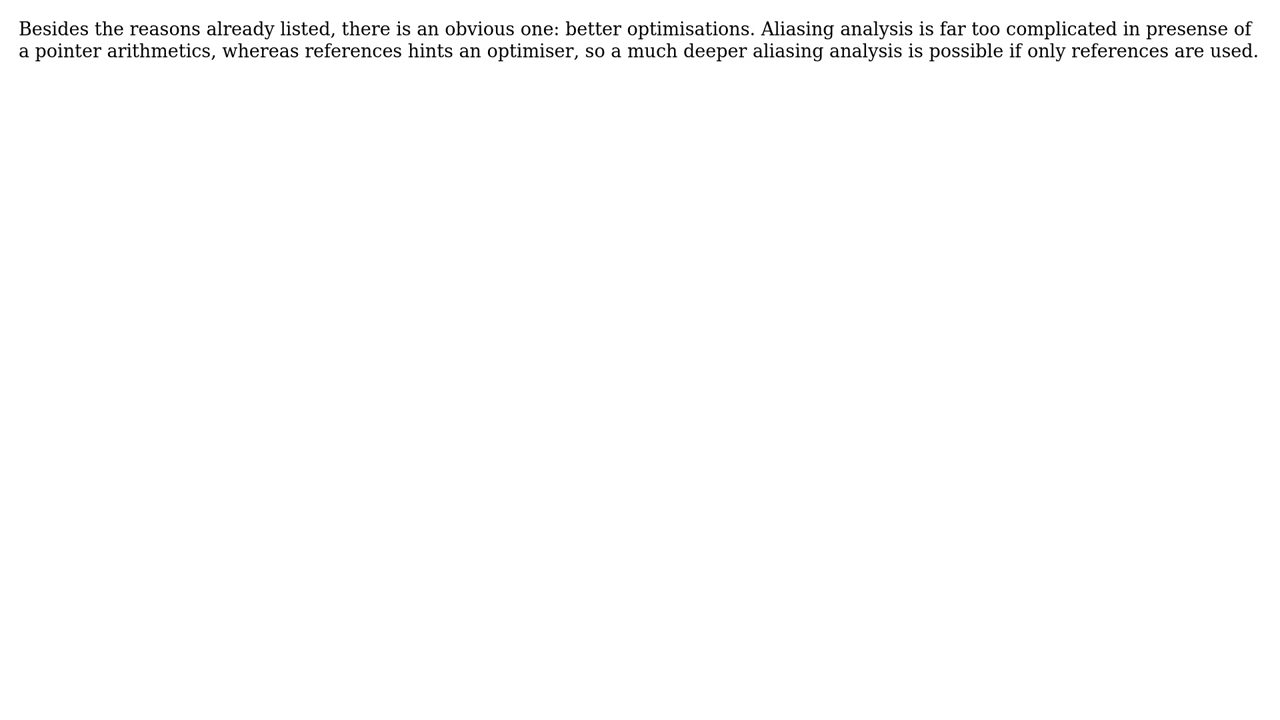 Besides the reasons already listed, there is an obvious one: better optimisations. Aliasing analysis is far too complicated in presense of
a pointer arithmetics, whereas references hints an optimiser, so a much deeper aliasing analysis is possible if only references are used.